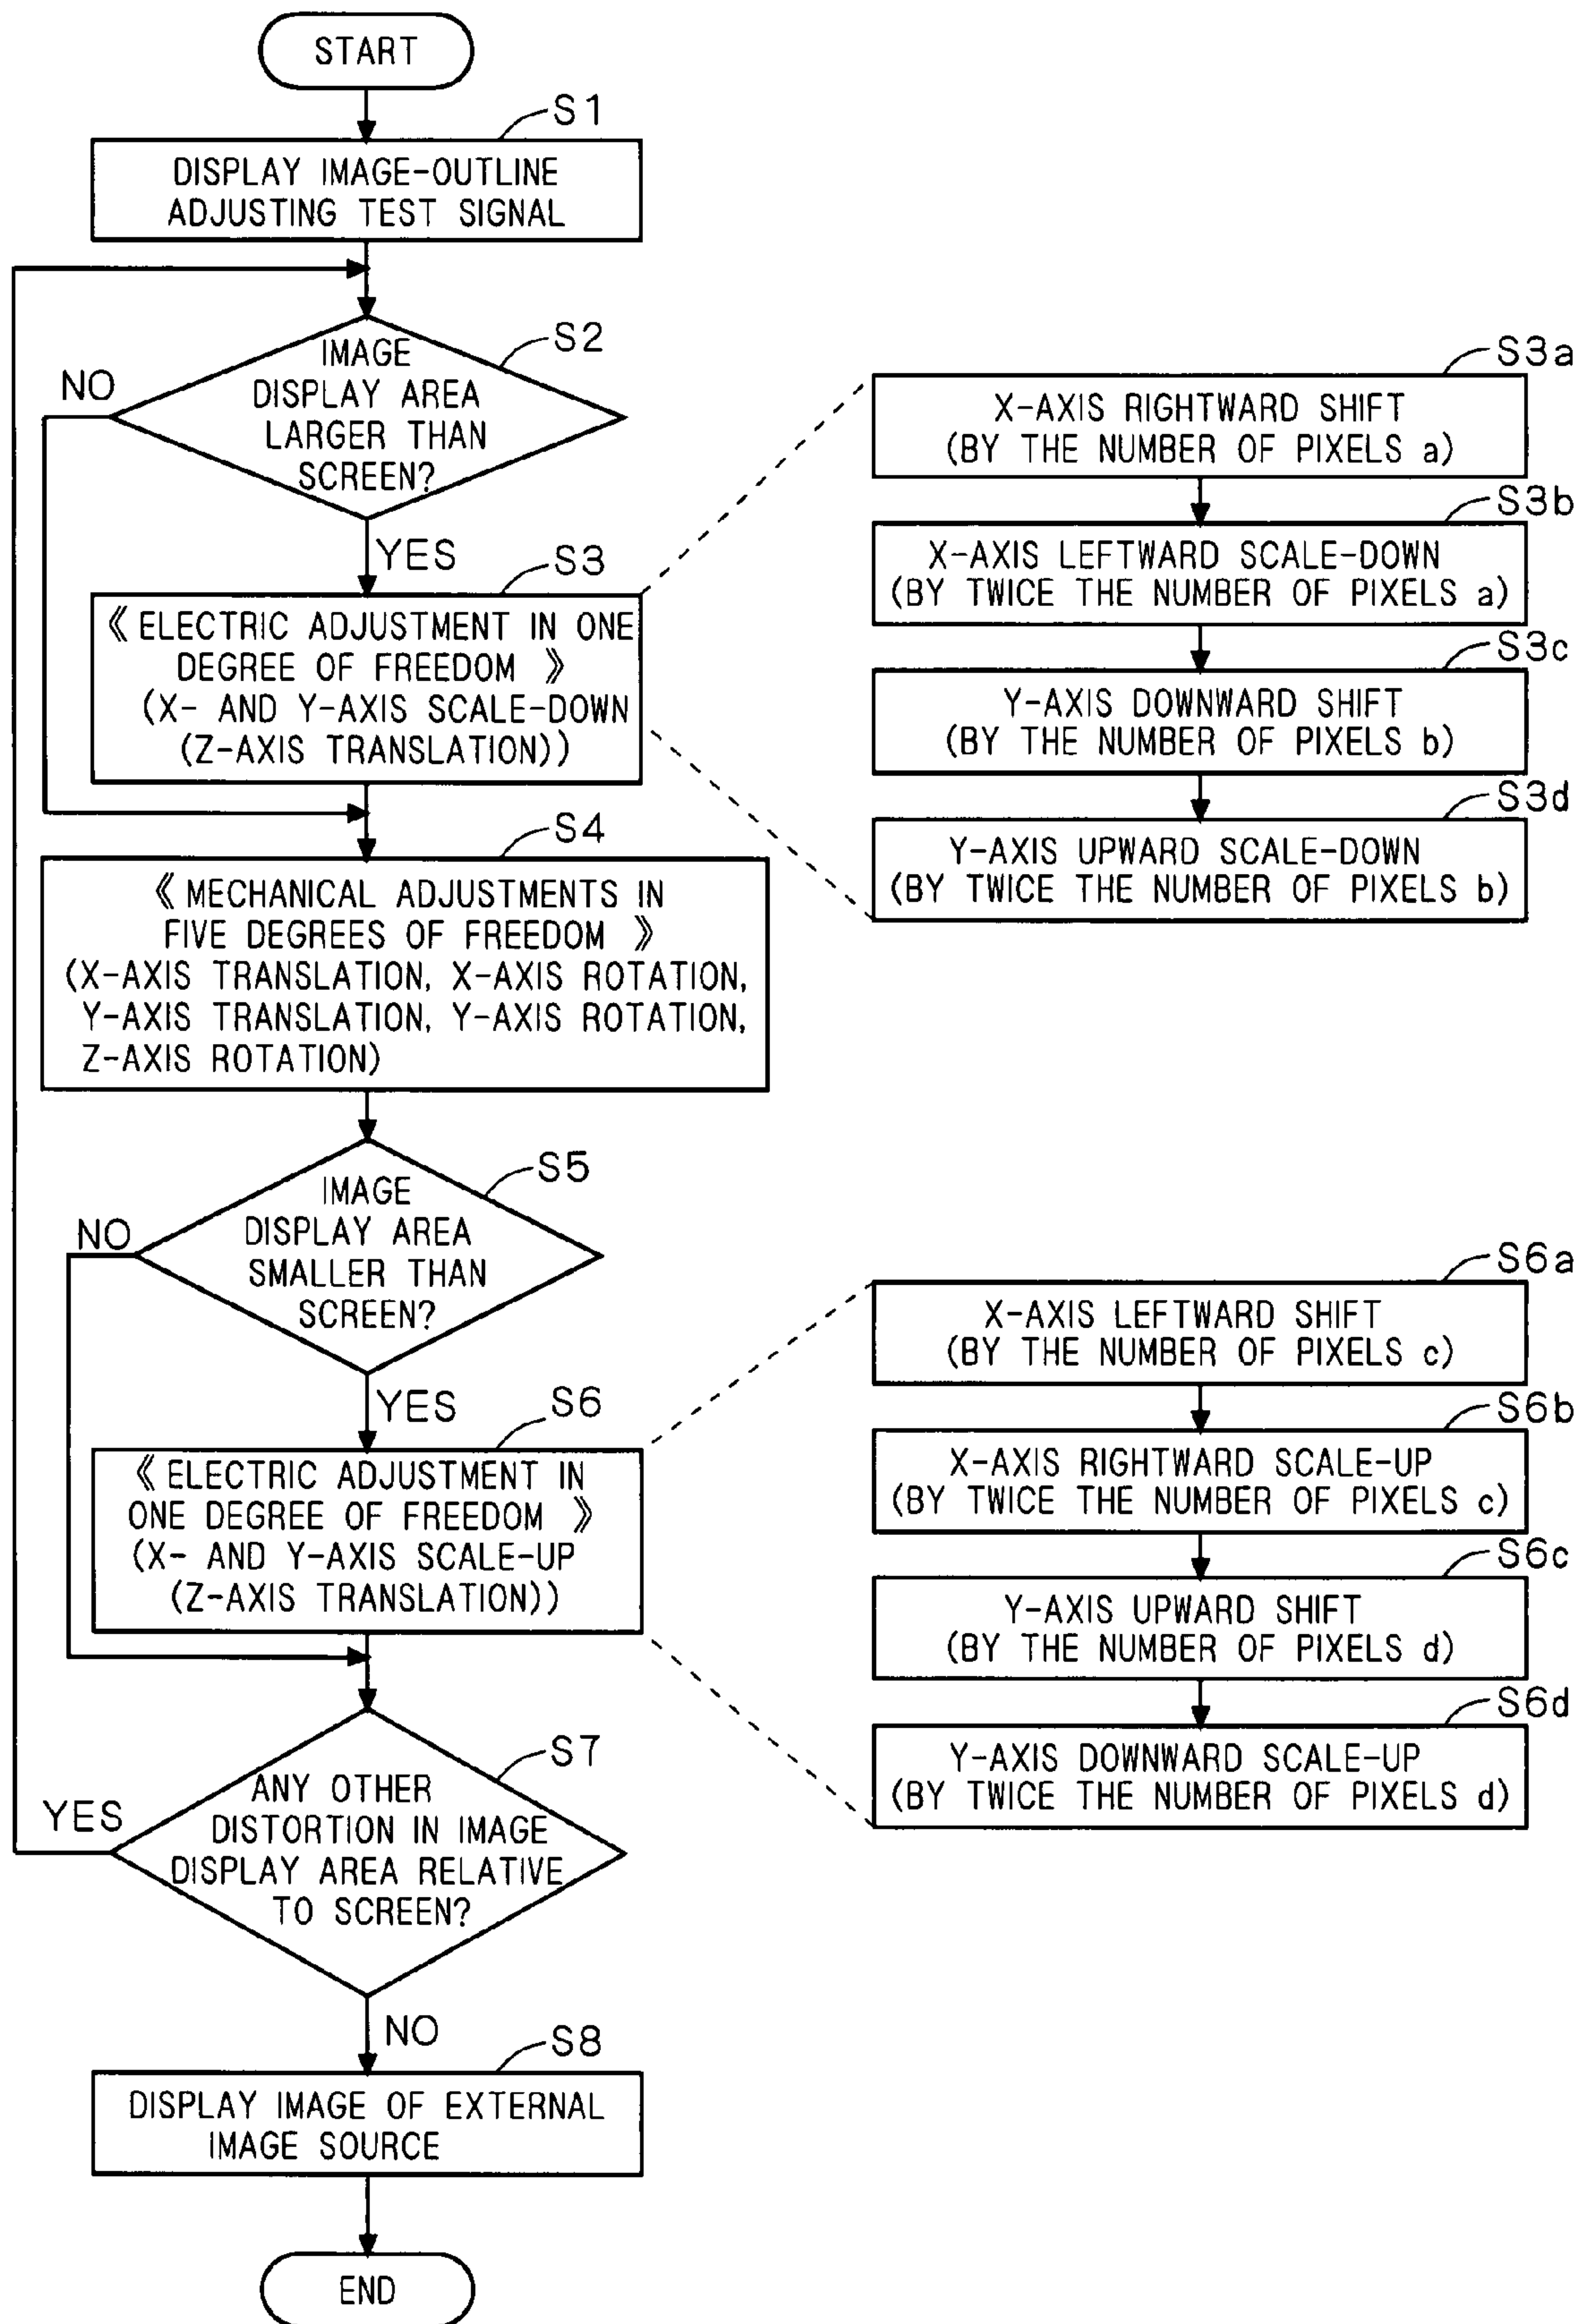 START
S1
DISPLAY IMAGE-OUTLINE
ADJUSTING TEST SIGNAL
S2
IMAGE
DISPLAY AREA
LARGER THAN
SCREEN?
NO
YES
S3
《 ELECTRIC ADJUSTMENT IN ONE
DEGREE OF FREEDOM 》
(X- AND Y-AXIS SCALE-DOWN
(Z-AXIS TRANSLATION))
S3a
X-AXIS RIGHTWARD SHIFT
(BY THE NUMBER OF PIXELS a)
S3b
X-AXIS LEFTWARD SCALE-DOWN
(BY TWICE THE NUMBER OF PIXELS a)
S3c
Y-AXIS DOWNWARD SHIFT
(BY THE NUMBER OF PIXELS b)
S3d
Y-AXIS UPWARD SCALE-DOWN
(BY TWICE THE NUMBER OF PIXELS b)
S4
《 MECHANICAL ADJUSTMENTS IN
FIVE DEGREES OF FREEDOM 》
(X-AXIS TRANSLATION, X-AXIS ROTATION,
Y-AXIS TRANSLATION, Y-AXIS ROTATION,
Z-AXIS ROTATION)
S5
IMAGE
DISPLAY AREA
SMALLER THAN
SCREEN?
NO
YES
S6
《 ELECTRIC ADJUSTMENT IN
ONE DEGREE OF FREEDOM 》
(X- AND Y-AXIS SCALE-UP
(Z-AXIS TRANSLATION))
S6a
X-AXIS LEFTWARD SHIFT
(BY THE NUMBER OF PIXELS c)
S6b
X-AXIS RIGHTWARD SCALE-UP
(BY TWICE THE NUMBER OF PIXELS c)
S6c
Y-AXIS UPWARD SHIFT
(BY THE NUMBER OF PIXELS d)
S6d
Y-AXIS DOWNWARD SCALE-UP
(BY TWICE THE NUMBER OF PIXELS d)
S7
ANY OTHER
DISTORTION IN IMAGE
DISPLAY AREA RELATIVE
TO SCREEN?
YES
NO
S8
DISPLAY IMAGE OF EXTERNAL
IMAGE SOURCE
END